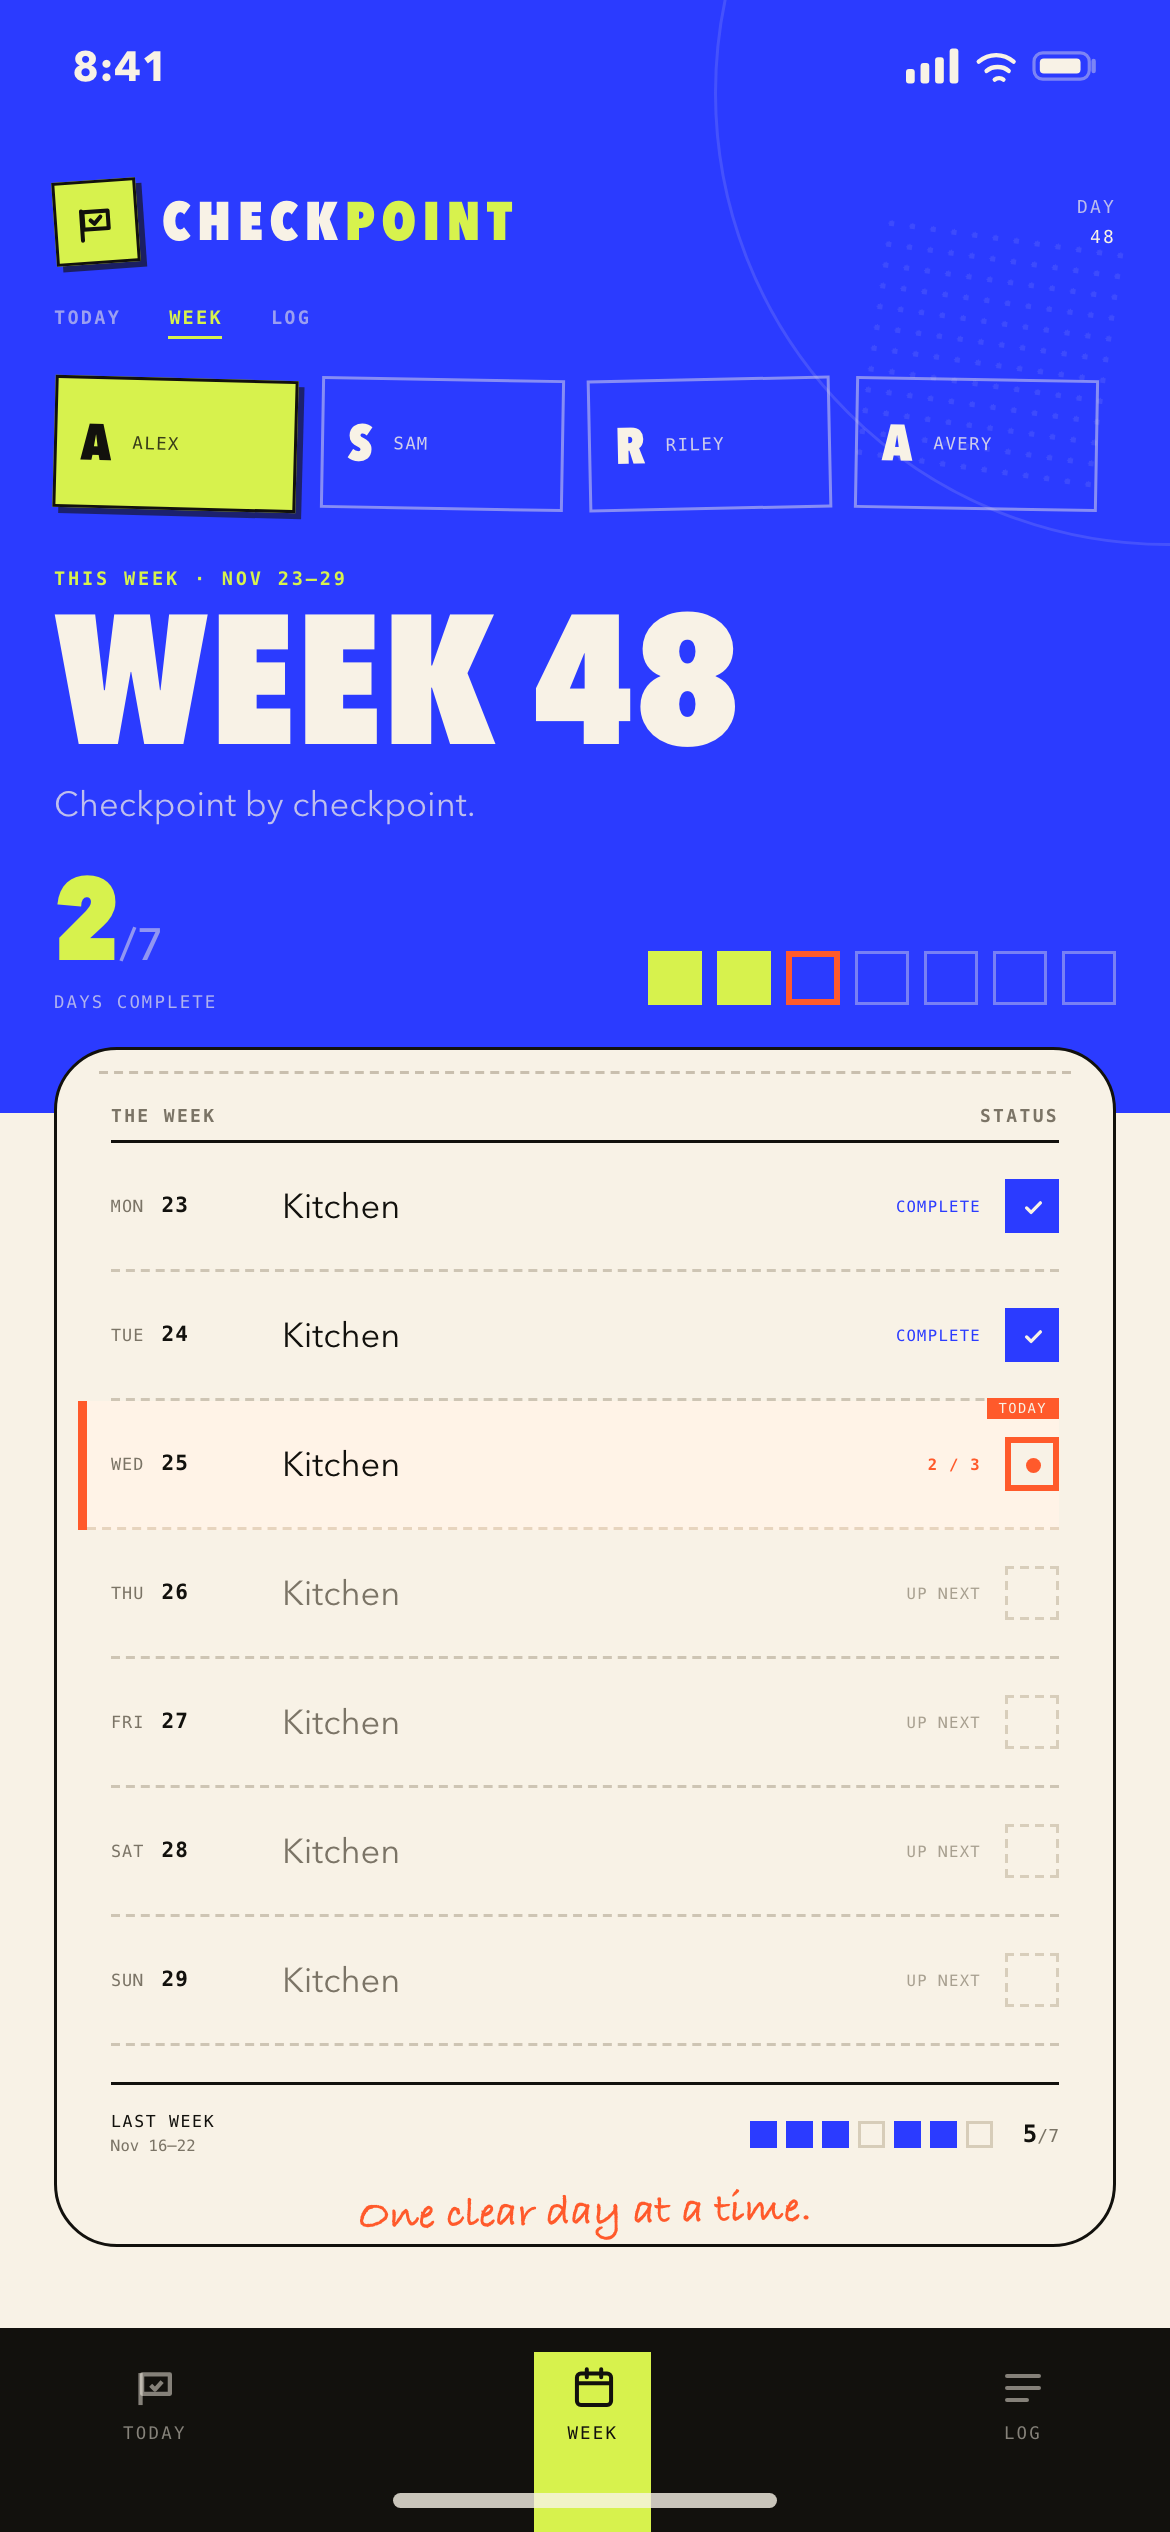 8:41
CHECKPOINT
DAY
48
TODAY WEEK LOG
A ALEX S SAM R RILEY A AVERY
THIS WEEK · NOV 23–29
WEEK 48
Checkpoint by checkpoint.
2/7
DAYS COMPLETE
THE WEEK STATUS
MON 23 Kitchen COMPLETE
TUE 24 Kitchen COMPLETE
TODAY
WED 25 Kitchen 2 / 3
THU 26 Kitchen UP NEXT
FRI 27 Kitchen UP NEXT
SAT 28 Kitchen UP NEXT
SUN 29 Kitchen UP NEXT
LAST WEEK
Nov 16–22 5/7
One clear day at a time.
TODAY WEEK LOG